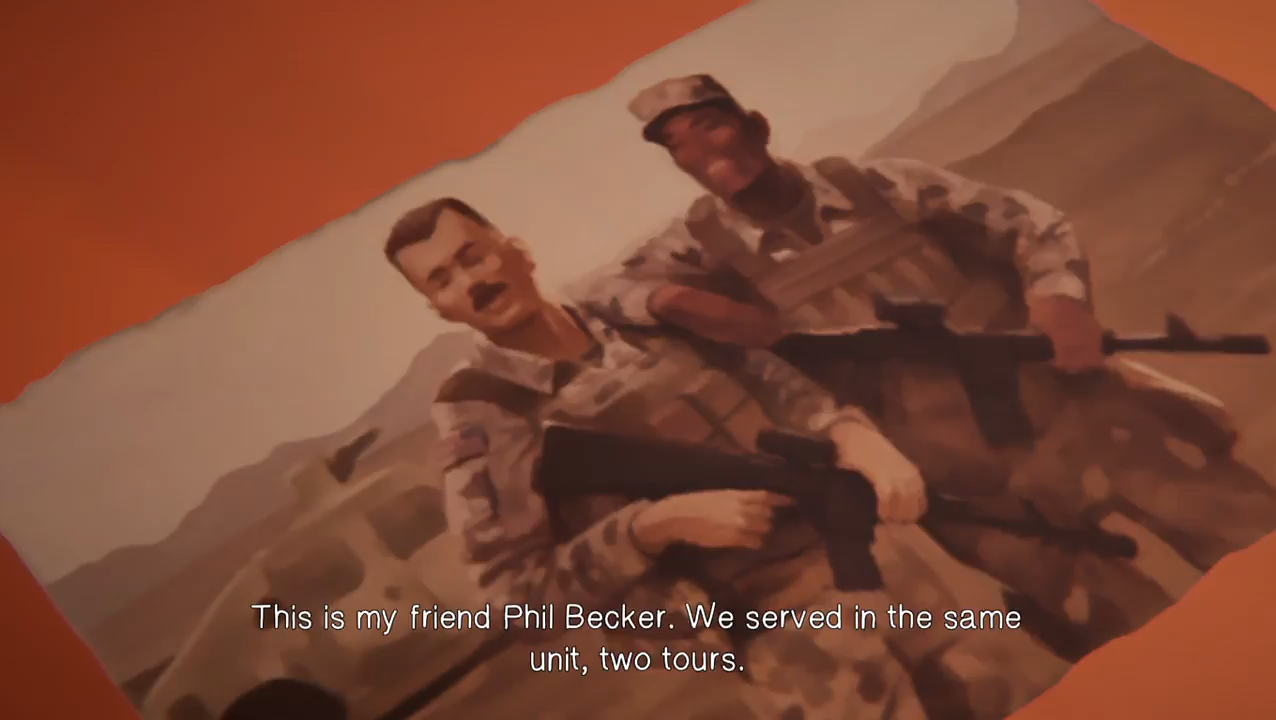 This is my friend Phil Becker. We served in the same
unit, two tours.